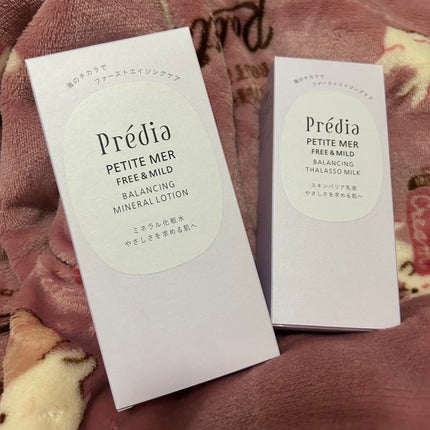 海のチカラで
ファーストエイジングケア
Prédia
PETITE MER
FREE & MILD
BALANCING
MINERAL LOTION
ミネラル化粧水
やさしさを求める肌へ
海のチカラで
ファーストエイジングケア
Prédia
PETITE MER
FREE & MILD
BALANCING
THALASSO MILK
スキンバリア乳液
やさしさを求める肌へ